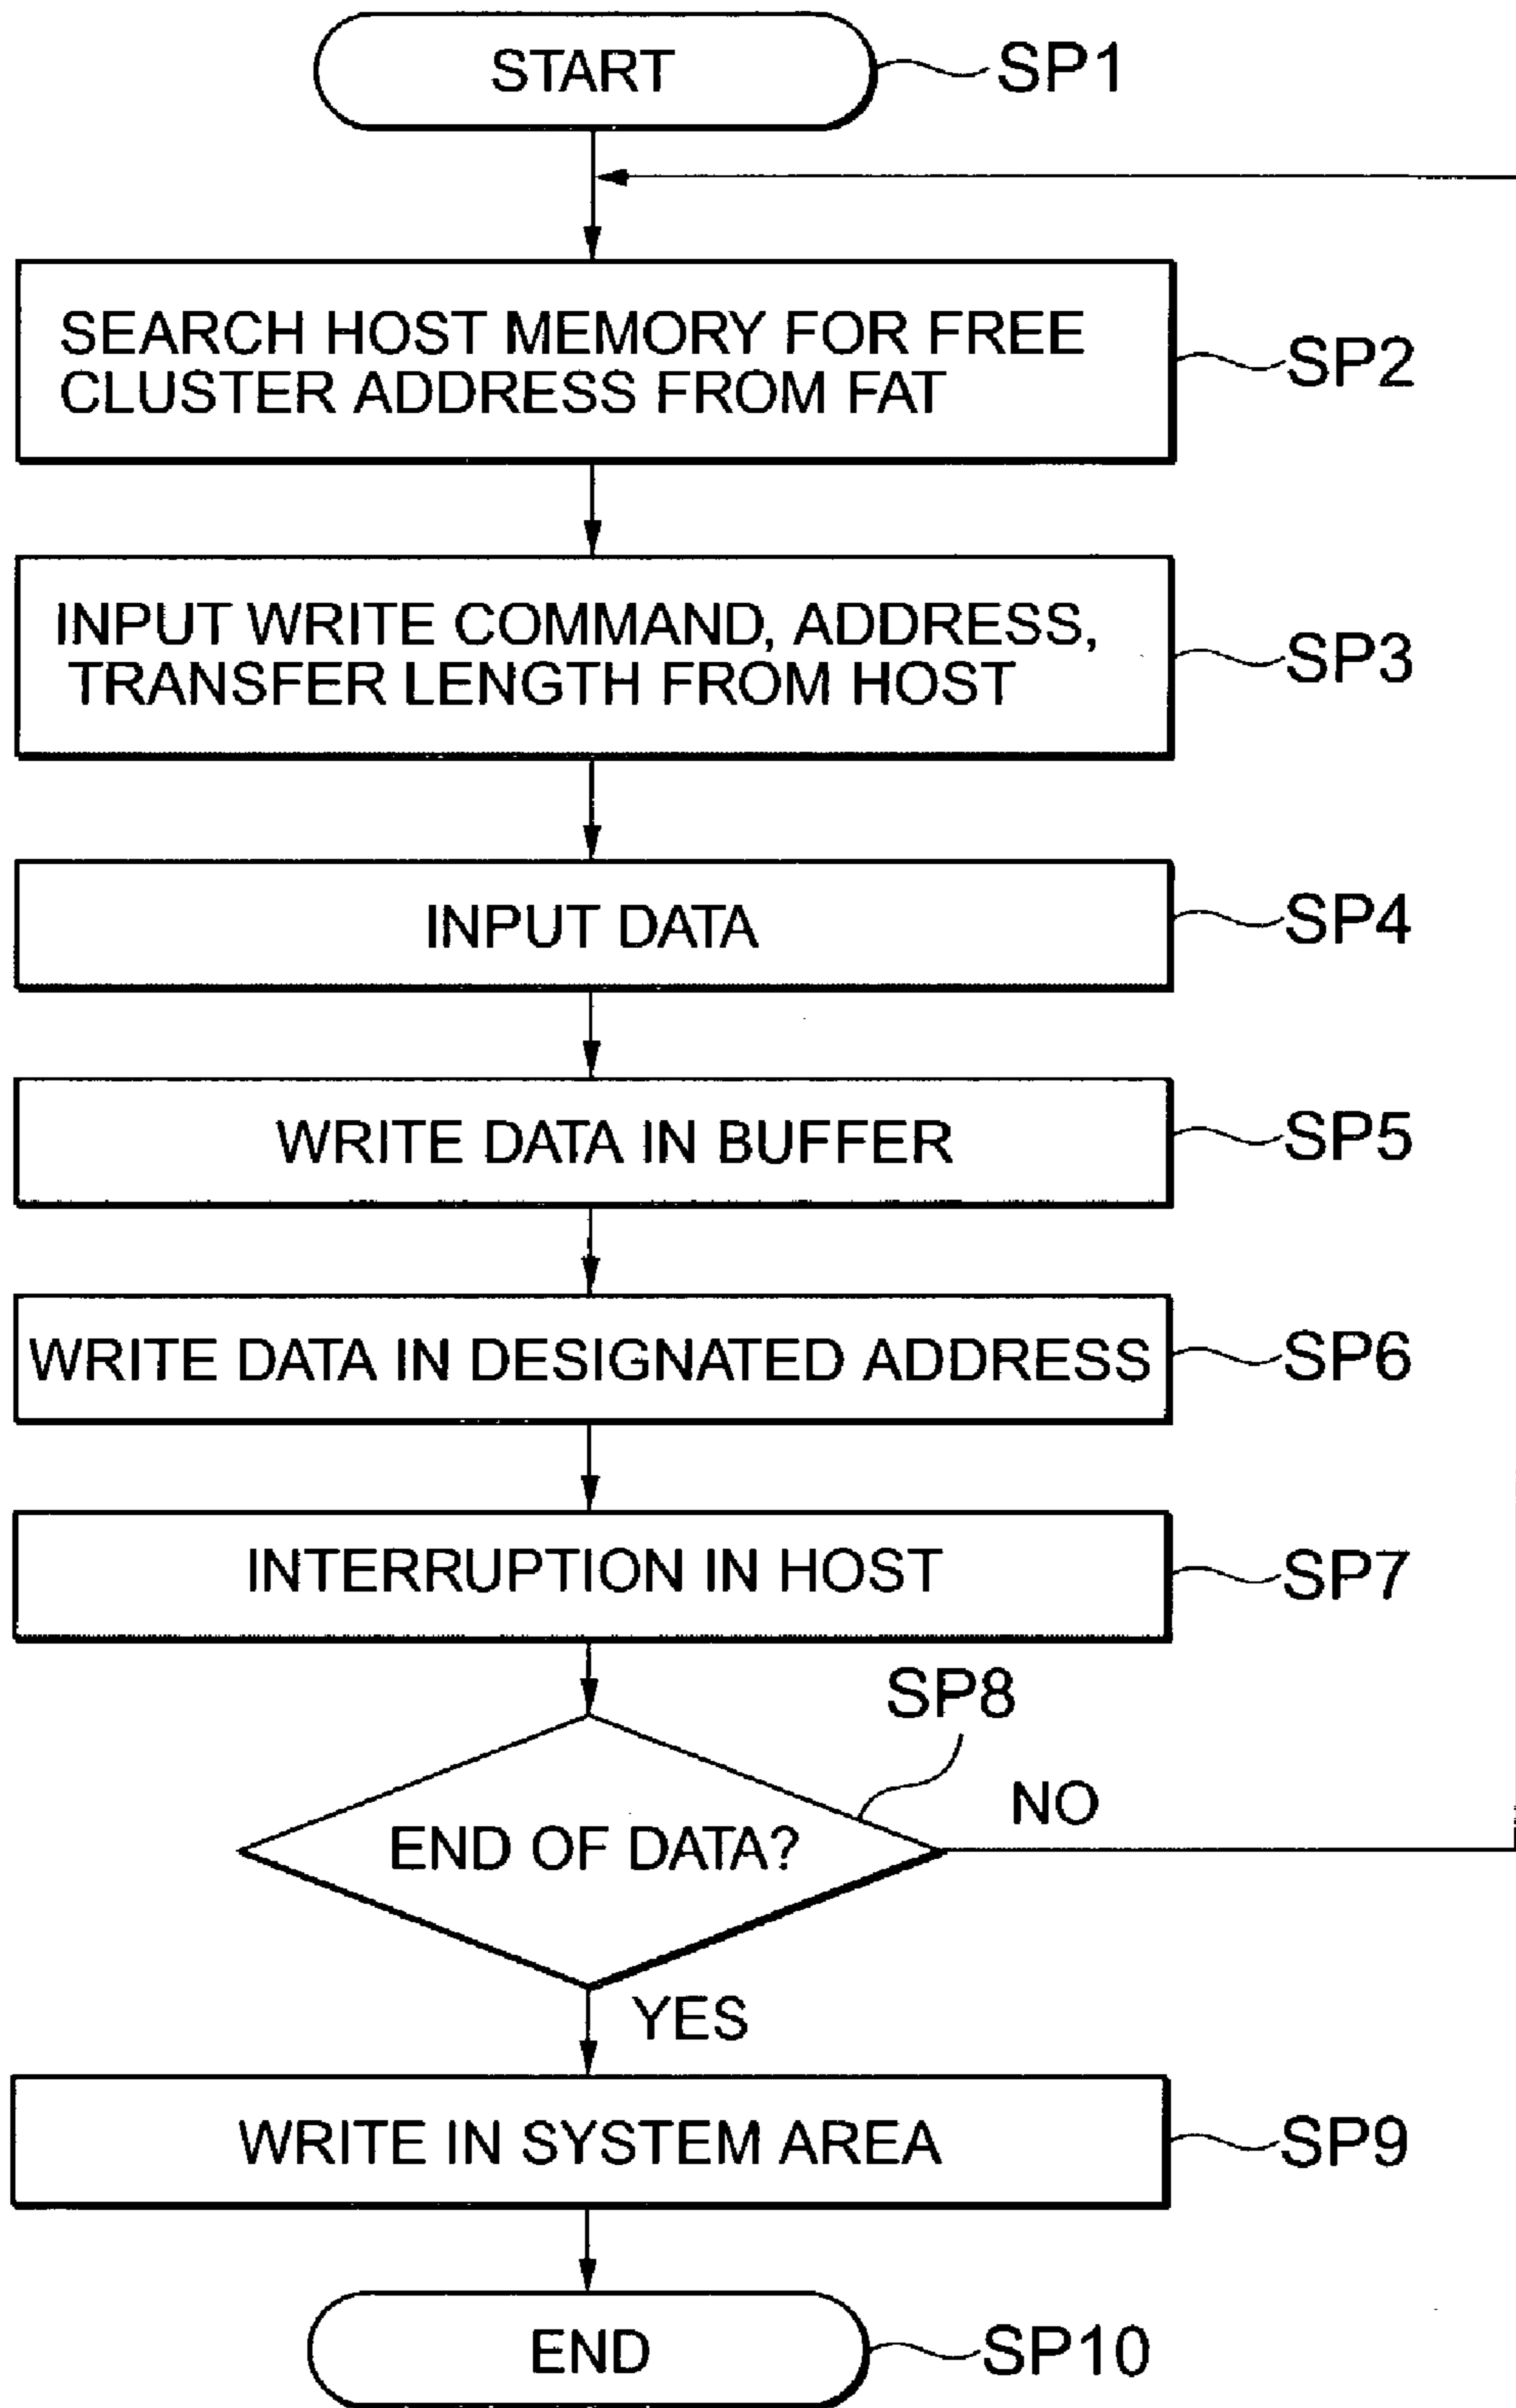 START
SP1
SEARCH HOST MEMORY FOR FREE
CLUSTER ADDRESS FROM FAT
SP2
INPUT WRITE COMMAND, ADDRESS,
TRANSFER LENGTH FROM HOST
SP3
INPUT DATA
SP4
WRITE DATA IN BUFFER
SP5
WRITE DATA IN DESIGNATED ADDRESS
SP6
INTERRUPTION IN HOST
SP7
SP8
END OF DATA?
NO
YES
WRITE IN SYSTEM AREA
SP9
END
SP10